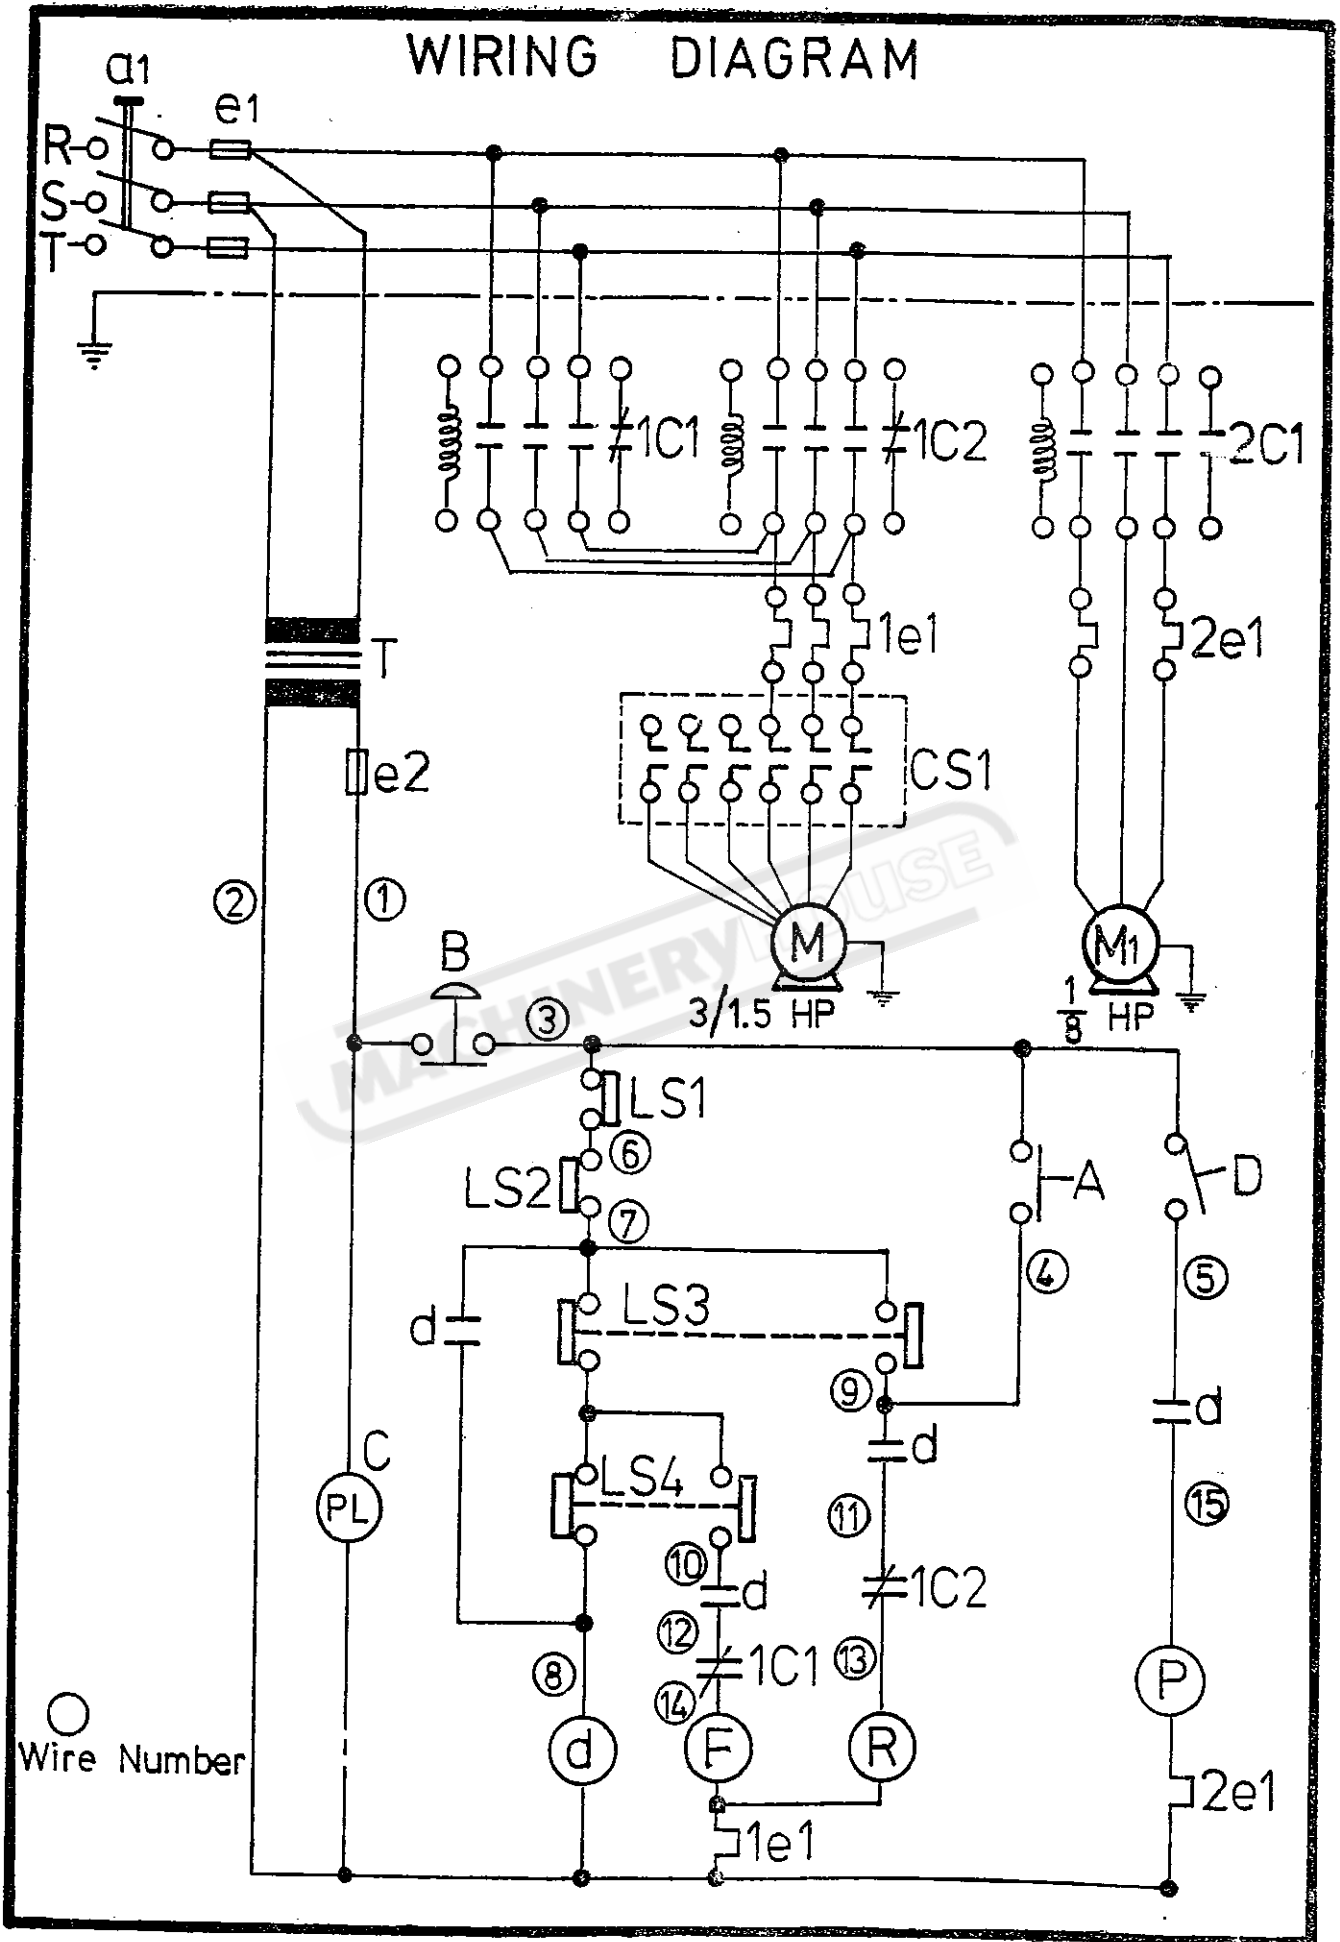 WIRING DIAGRAM
a1
e1
R
S
T
1C1
1C2
2C1
1e1
2e1
T
e2
CS1
2
1
M
M1
3/1.5 HP
1/8 HP
MACHINERYHOUSE
B
3
LS1
6
LS2
7
A
D
4
5
LS3
d
9
d
d
C
LS4
PL
11
15
10
d
1C2
12
1C1
13
8
14
P
d
F
R
Wire Number
2e1
1e1